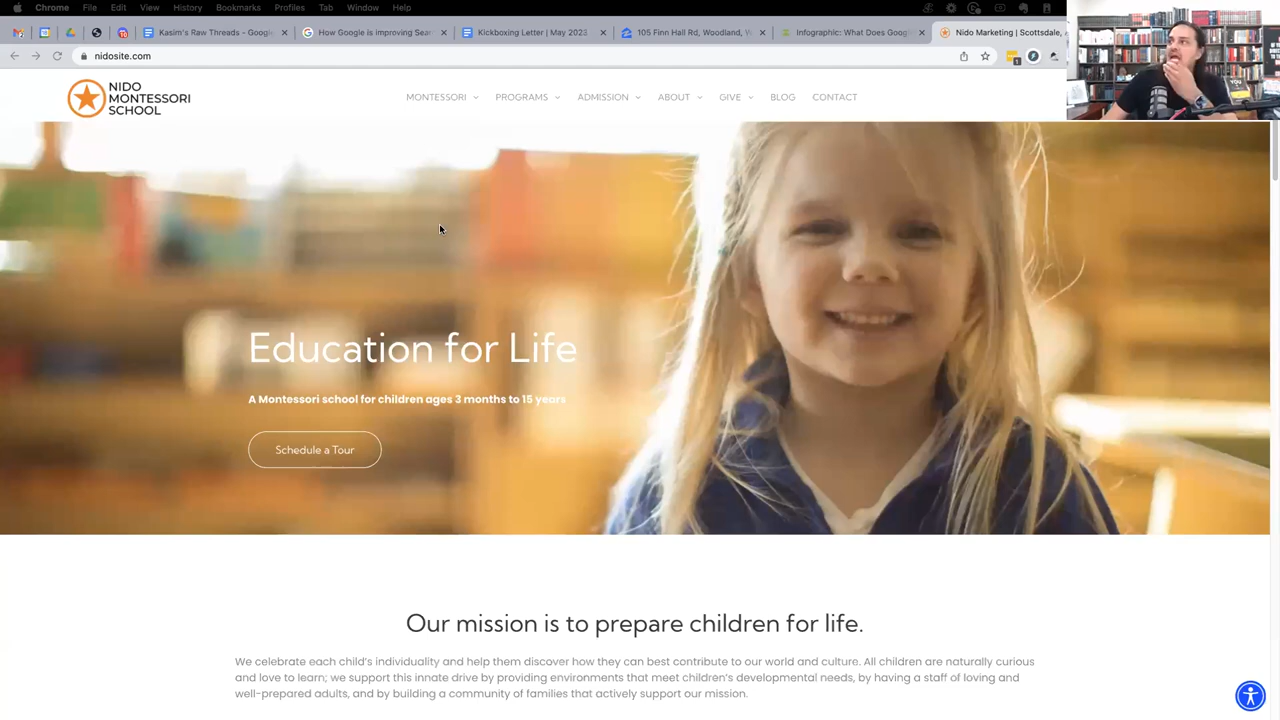 Chrome File Edit View History Bookmarks Profiles Tab Window Help
Kasim's Raw Threads - Google
How Google is improving Sear
Kickboxing Letter | May 2023
105 Finn Hall Rd, Woodland, W
Infographic: What Does Googl
Nido Marketing | Scottsdale, A
nidosite.com
NIDO
MONTESSORI
SCHOOL
MONTESSORI PROGRAMS ADMISSION ABOUT GIVE BLOG CONTACT
Education for Life
A Montessori school for children ages 3 months to 15 years
Schedule a Tour
Our mission is to prepare children for life.
We celebrate each child's individuality and help them discover how they can best contribute to our world and culture. All children are naturally curious
and love to learn; we support this innate drive by providing environments that meet children's developmental needs, by having a staff of loving and
well-prepared adults, and by building a community of families that actively support our mission.